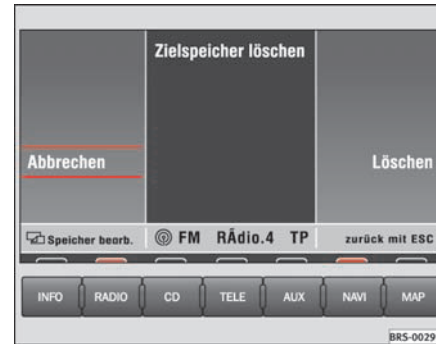 Zielspeicher löschen
Abbrechen
Löschen
Speicher bearb.
FM RÃdio.4 TP
zurück mit ESC
INFO RADIO CD TELE AUX NAVI MAP
BRS-0029